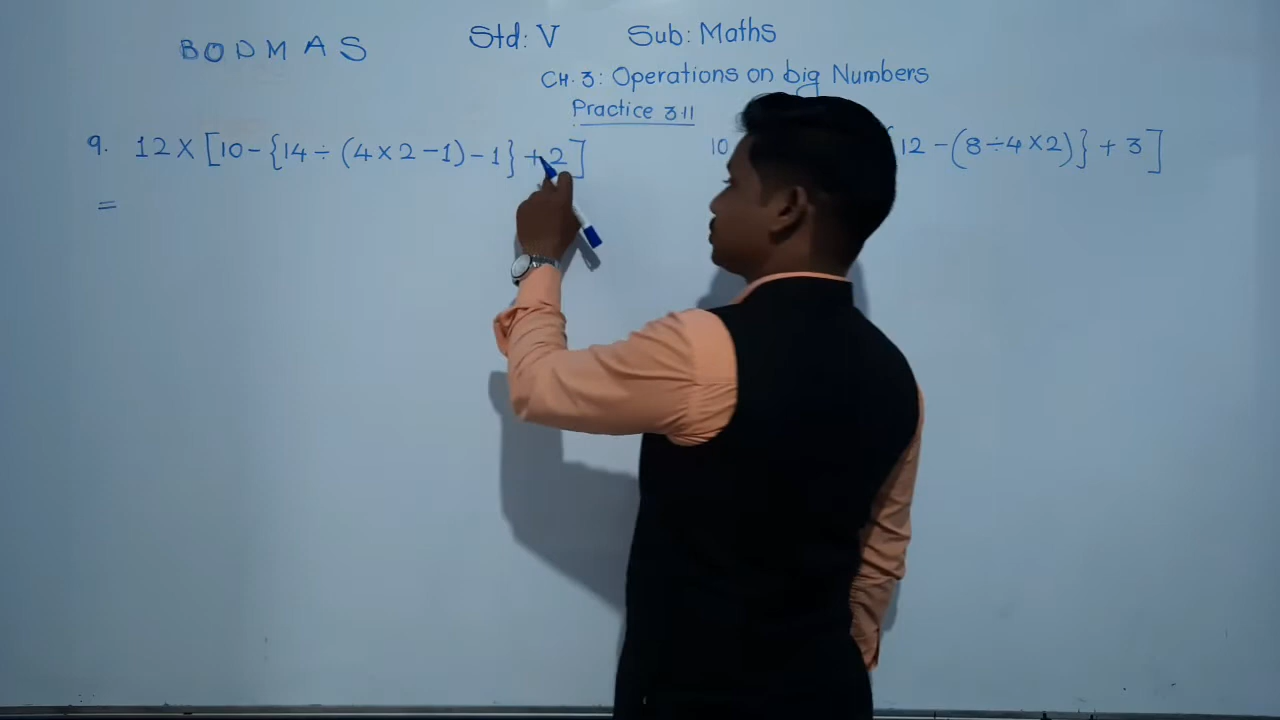 BODMAS
Std: V Sub: Maths
CH. 3: Operations on big Numbers
Practice 3.11
9. 12 × [10 - {14 ÷ (4 × 2 - 1) - 1} + 2]
=
10 {12 - (8 ÷ 4 × 2)} + 3]